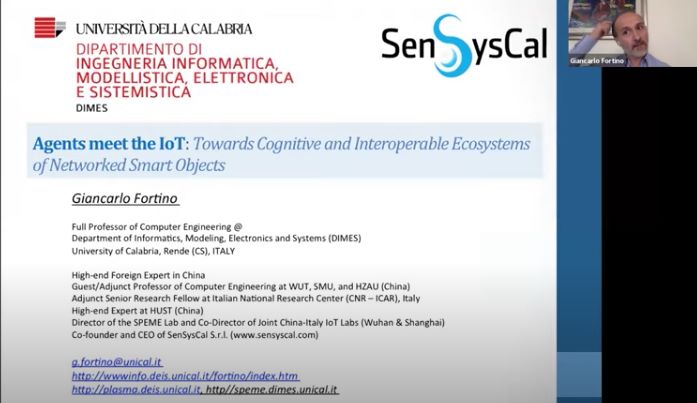 UNIVERSITÀ DELLA CALABRIA
DIPARTIMENTO DI
INGEGNERIA INFORMATICA,
MODELLISTICA, ELETTRONICA
E SISTEMISTICA
DIMES
SenSysCal
Giancarlo Fortino
Agents meet the IoT: Towards Cognitive and Interoperable Ecosystems
of Networked Smart Objects
Giancarlo Fortino
Full Professor of Computer Engineering @
Department of Informatics, Modeling, Electronics and Systems (DIMES)
University of Calabria, Rende (CS), ITALY
High-end Foreign Expert in China
Guest/Adjunct Professor of Computer Engineering at WUT, SMU, and HZAU (China)
Adjunct Senior Research Fellow at Italian National Research Center (CNR – ICAR), Italy
High-end Expert at HUST (China)
Director of the SPEME Lab and Co-Director of Joint China-Italy IoT Labs (Wuhan & Shanghai)
Co-founder and CEO of SenSysCal S.r.l. (www.sensyscal.com)
g.fortino@unical.it
http://wwwinfo.deis.unical.it/fortino/index.htm
http://plasma.deis.unical.it, http//speme.dimes.unical.it